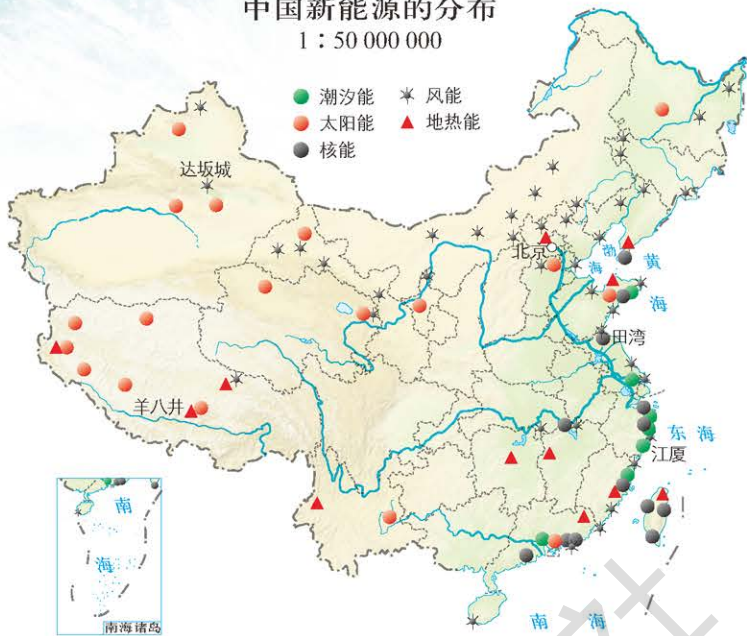 中国新能源的分布
1：50 000 000
潮汐能 风能
太阳能 地热能
核能
达坂城
北京
渤海
黄海
田湾
羊八井
东海
江厦
南海
南海诸岛
南海
社